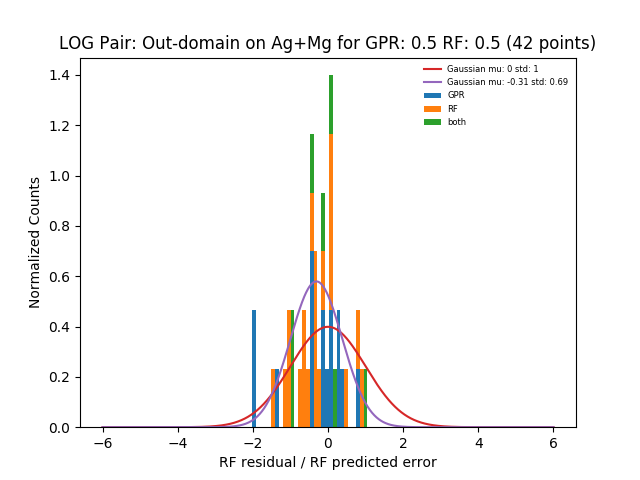 LOG Pair: Out-domain on Ag+Mg for GPR: 0.5 RF: 0.5 (42 points)
Gaussian mu: 0 std: 1
Gaussian mu: -0.31 std: 0.69
GPR
RF
both
Normalized Counts
1.4
1.2
1.0
0.8
0.6
0.4
0.2
0.0
−6 −4 −2 0 2 4 6
RF residual / RF predicted error